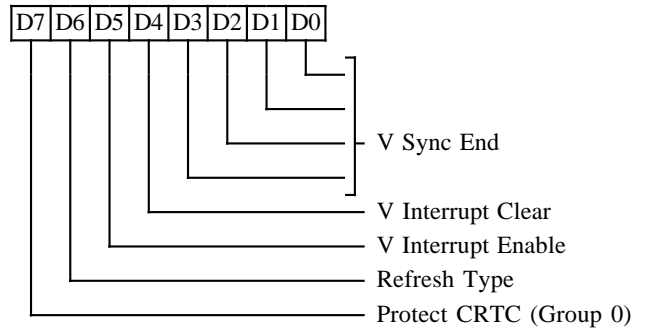 D7 D6 D5 D4 D3 D2 D1 D0
V Sync End
V Interrupt Clear
V Interrupt Enable
Refresh Type
Protect CRTC (Group 0)